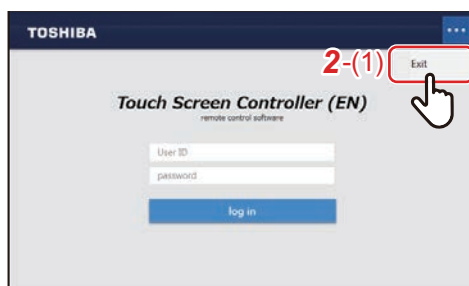 TOSHIBA
...
2-(1)
Exit
Touch Screen Controller (EN)
remote control software
User ID
password
log in